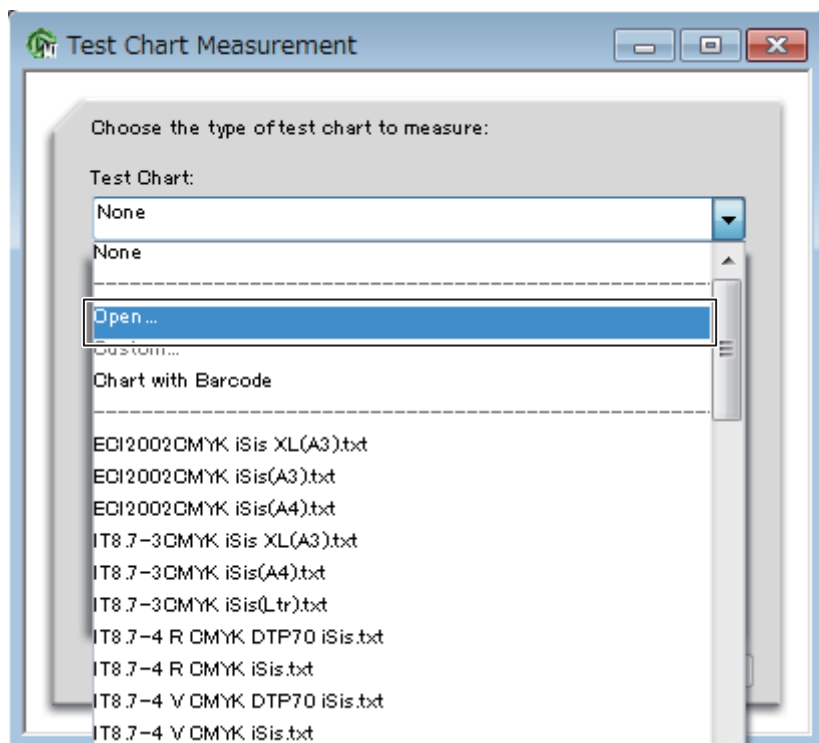 Test Chart Measurement
Choose the type of test chart to measure:
Test Chart:
None
None
Open...
Custom...
Chart with Barcode
ECI2002CMYK iSis XL(A3).txt
ECI2002CMYK iSis(A3).txt
ECI2002CMYK iSis(A4).txt
IT8.7-3CMYK iSis XL(A3).txt
IT8.7-3CMYK iSis(A4).txt
IT8.7-3CMYK iSis(Ltr).txt
IT8.7-4 R CMYK DTP70 iSis.txt
IT8.7-4 R CMYK iSis.txt
IT8.7-4 V CMYK DTP70 iSis.txt
IT8.7-4 V CMYK iSis.txt